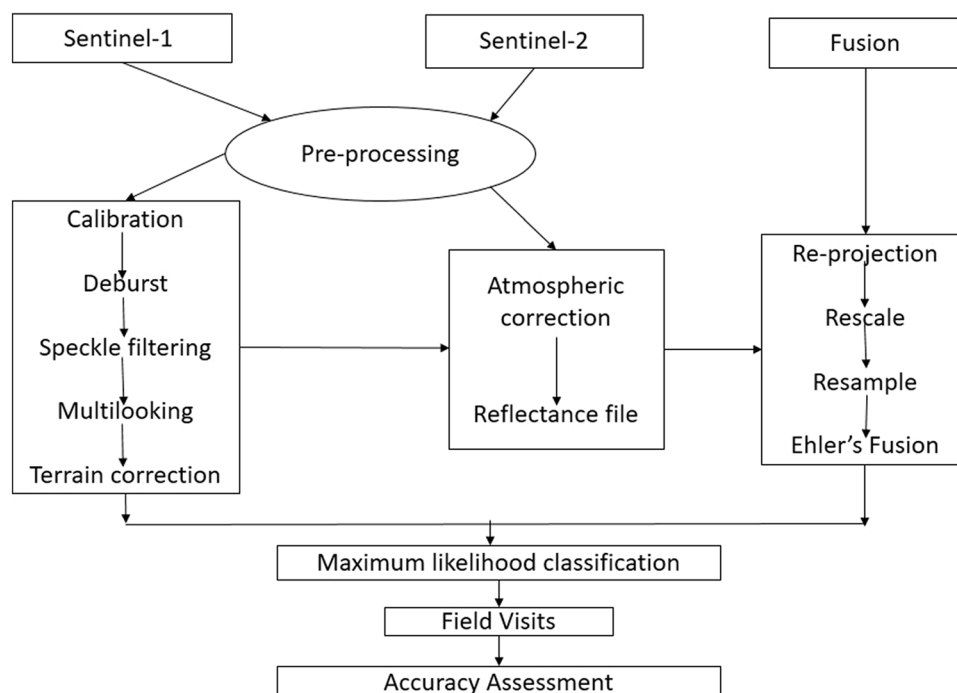 Sentinel-1
Sentinel-2
Fusion
Pre-processing
Calibration
Deburst
Speckle filtering
Multilooking
Terrain correction
Atmospheric
correction
Reflectance file
Re-projection
Rescale
Resample
Ehler's Fusion
Maximum likelihood classification
Field Visits
Accuracy Assessment